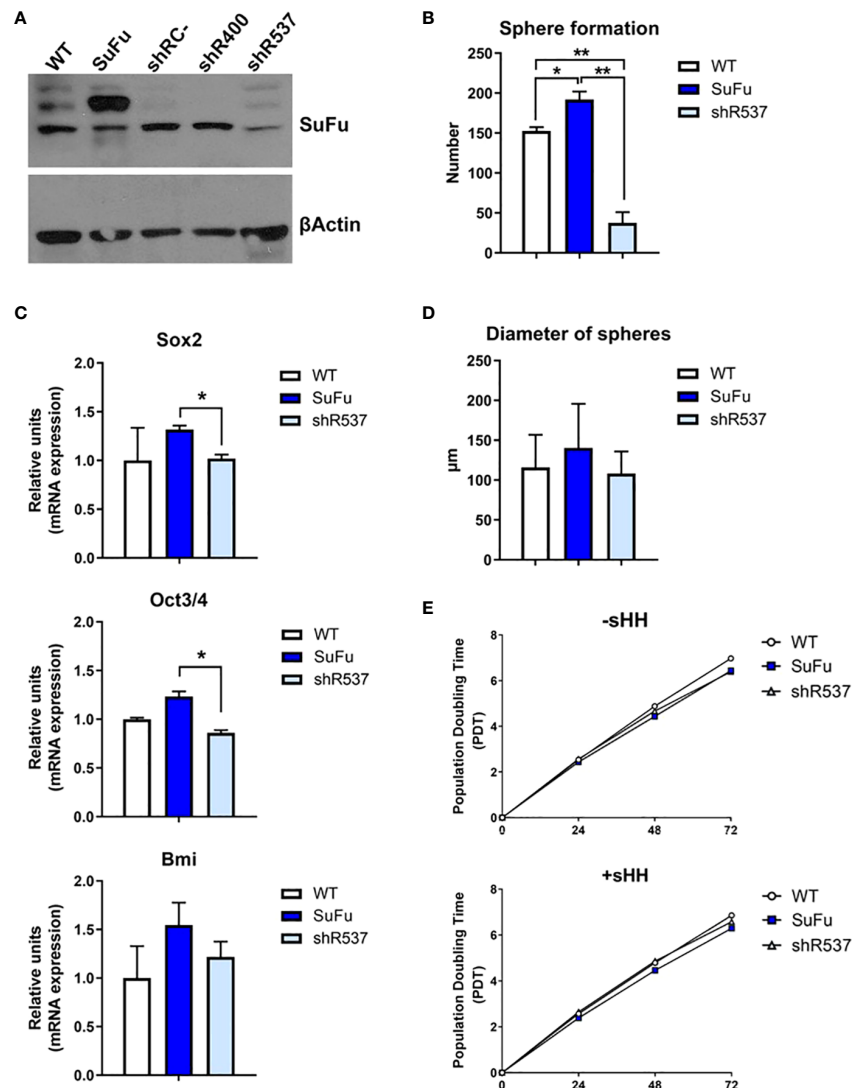 A
WT
SuFu
shRC-
shR400
shR537
SuFu
βActin
B
Sphere formation
Number
250
200
150
100
50
0
**
*
**
WT
SuFu
shR537
C
Sox2
Relative units
(mRNA expression)
2.0
1.5
1.0
0.5
0.0
*
WT
SuFu
shR537
Oct3/4
Relative units
(mRNA expression)
2.0
1.5
1.0
0.5
0.0
*
WT
SuFu
shR537
Bmi
Relative units
(mRNA expression)
2.0
1.5
1.0
0.5
0.0
WT
SuFu
shR537
D
Diameter of spheres
µm
250
200
150
100
50
0
WT
SuFu
shR537
E
-sHH
Population Doubling Time
(PDT)
8
6
4
2
0
0 24 48 72
WT
SuFu
shR537
+sHH
Population Doubling Time
(PDT)
8
6
4
2
0
0 24 48 72
WT
SuFu
shR537